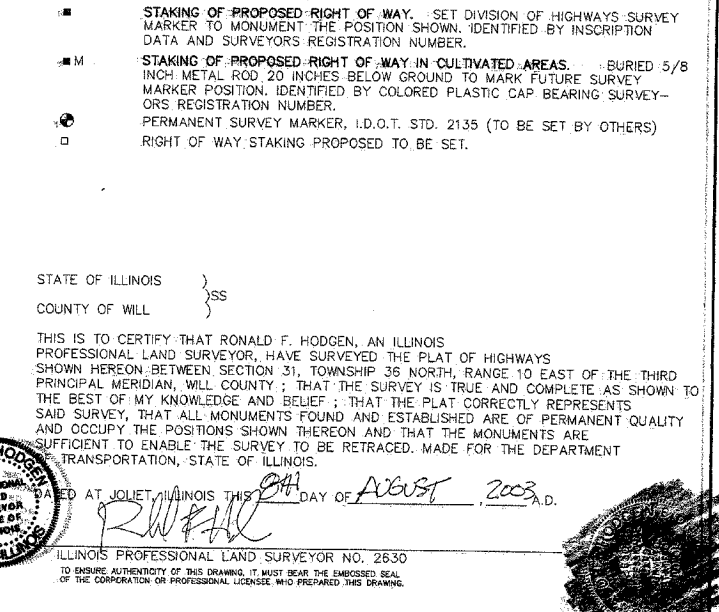 STAKING OF PROPOSED RIGHT OF WAY. SET DIVISION OF HIGHWAYS SURVEY
MARKER TO MONUMENT THE POSITION SHOWN. IDENTIFIED BY INSCRIPTION
DATA AND SURVEYORS REGISTRATION NUMBER.
M STAKING OF PROPOSED RIGHT OF WAY IN CULTIVATED AREAS. BURIED 5/8
INCH METAL ROD 20 INCHES BELOW GROUND TO MARK FUTURE SURVEY
MARKER POSITION. IDENTIFIED BY COLORED PLASTIC CAP BEARING SURVEY-
ORS REGISTRATION NUMBER.
PERMANENT SURVEY MARKER, I.D.O.T. STD. 2135 (TO BE SET BY OTHERS)
RIGHT OF WAY STAKING PROPOSED TO BE SET.
STATE OF ILLINOIS )
)SS
COUNTY OF WILL )
THIS IS TO CERTIFY THAT RONALD F. HODGEN, AN ILLINOIS
PROFESSIONAL LAND SURVEYOR, HAVE SURVEYED THE PLAT OF HIGHWAYS
SHOWN HEREON BETWEEN SECTION 31, TOWNSHIP 36 NORTH, RANGE 10 EAST OF THE THIRD
PRINCIPAL MERIDIAN, WILL COUNTY ; THAT THE SURVEY IS TRUE AND COMPLETE AS SHOWN TO
THE BEST OF MY KNOWLEDGE AND BELIEF ; THAT THE PLAT CORRECTLY REPRESENTS
SAID SURVEY, THAT ALL MONUMENTS FOUND AND ESTABLISHED ARE OF PERMANENT QUALITY
AND OCCUPY THE POSITIONS SHOWN THEREON AND THAT THE MONUMENTS ARE
SUFFICIENT TO ENABLE THE SURVEY TO BE RETRACED. MADE FOR THE DEPARTMENT
OF TRANSPORTATION, STATE OF ILLINOIS.
DATED AT JOLIET, ILLINOIS THIS 8TH DAY OF AUGUST , 2003 A.D.
ILLINOIS PROFESSIONAL LAND SURVEYOR NO. 2630
TO ENSURE AUTHENTICITY OF THIS DRAWING, IT MUST BEAR THE EMBOSSED SEAL
OF THE CORPORATION OR PROFESSIONAL LICENSEE WHO PREPARED THIS DRAWING.
HODGEN